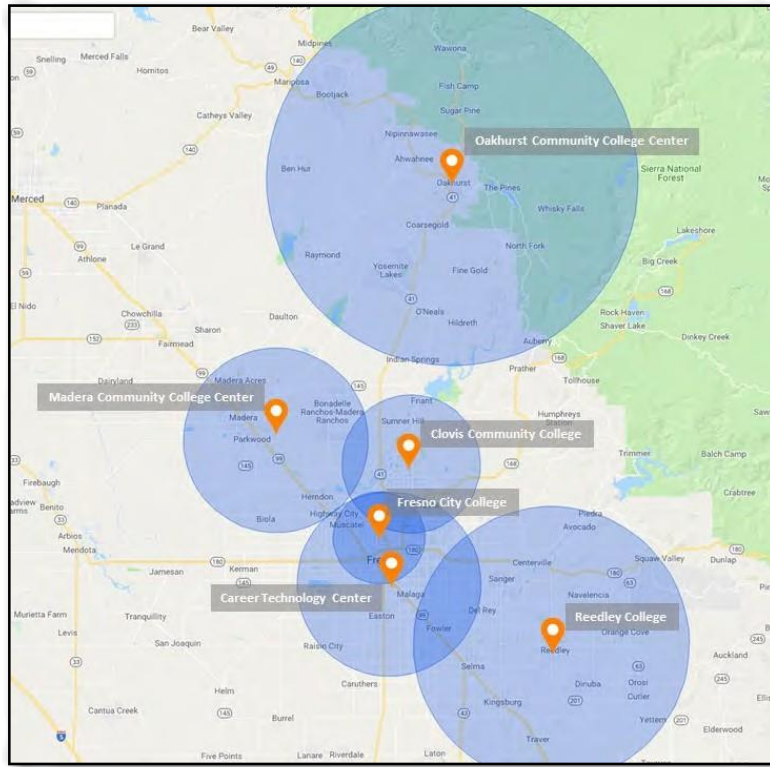 Bear Valley
Midpines
Wawona
Snelling
Merced Falls
Hornitos
Mariposa
Bootjack
Fish Camp
Catheys Valley
Sugar Pine
Nipinnawasee
Oakhurst Community College Center
Ahwahnee
Ben Hur
Oakhurst
Sierra National
Forest
The Pines
Merced
Planada
Whisky Falls
Le Grand
Coarsegold
Lakeshore
Athlone
Raymond
North Fork
Big Creek
Yosemite
Lakes
Fine Gold
El Nido
Chowchilla
Daulton
O'Neals
Rock Haven
Shaver Lake
Sharon
Hildreth
Dinkey Creek
Fairmead
Auberry
Indian Springs
Prather
Tollhouse
Dairyland
Madera Acres
Madera Community College Center
Bonadelle
Ranchos-Madera
Ranchos
Friant
Madera
Sumner Hill
Humphreys
Station
Parkwood
Clovis Community College
Trimmer
Balch Camp
Firebaugh
Herndon
Crabtree
Benito
Biola
Highway City
Muscatel
Fresno City College
Piedra
Avocado
Arbios
Mendota
Kerman
Centerville
Squaw Valley
Dunlap
Jamesan
Sanger
Career Technology Center
Malaga
Navelencia
Murietta Farm
Tranquillity
Easton
Del Rey
Reedley College
Levis
Fowler
Orange Cove
San Joaquin
Raisin City
Reedley
Auckland
Selma
Caruthers
Dinuba
Orosi
Helm
Cutler
Cantua Creek
Burrel
Kingsburg
Yettem
Elderwood
Traver
Five Points
Lanare
Riverdale
Laton